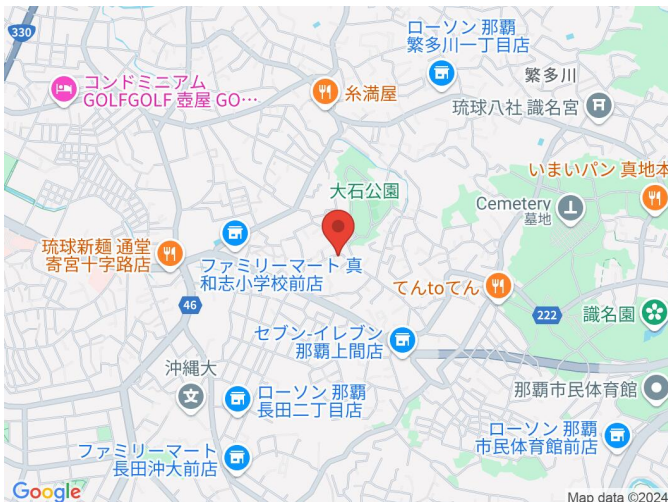 330
ローソン 那覇
繁多川一丁目店
コンドミニアム
GOLFGOLF 壺屋 GO…
糸満屋
繁多川
琉球八社 識名宮
いまいパン 真地本
大石公園
Cemetery
墓地
琉球新麺 通堂
寄宮十字路店
ファミリーマート 真
和志小学校前店
てんtoてん
46
222
識名園
セブン-イレブン
那覇上間店
沖縄大
文
那覇市民体育館
ローソン 那覇
長田二丁目店
ローソン 那覇
市民体育館前店
ファミリーマート
長田沖大前店
Google
Map data ©2024